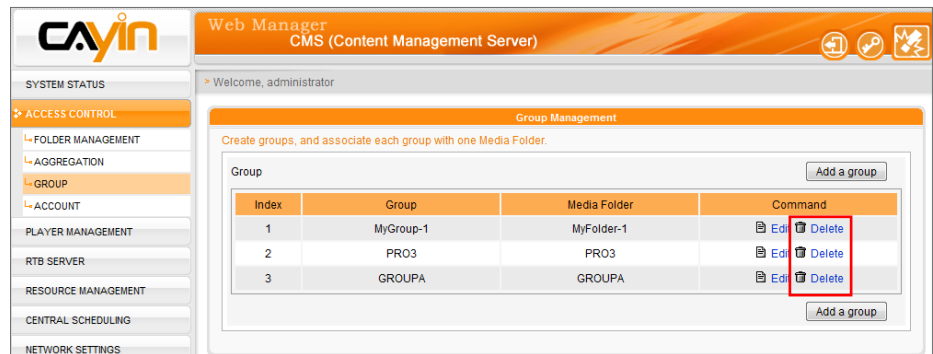 CAYIN
Web Manager
CMS (Content Management Server)
SYSTEM STATUS
ACCESS CONTROL
FOLDER MANAGEMENT
AGGREGATION
GROUP
ACCOUNT
PLAYER MANAGEMENT
RTB SERVER
RESOURCE MANAGEMENT
CENTRAL SCHEDULING
NETWORK SETTINGS
> Welcome, administrator
Group Management
Create groups, and associate each group with one Media Folder.
Group Add a group
Index Group Media Folder Command
1 MyGroup-1 MyFolder-1 Edit Delete
2 PRO3 PRO3 Edit Delete
3 GROUPA GROUPA Edit Delete
Add a group